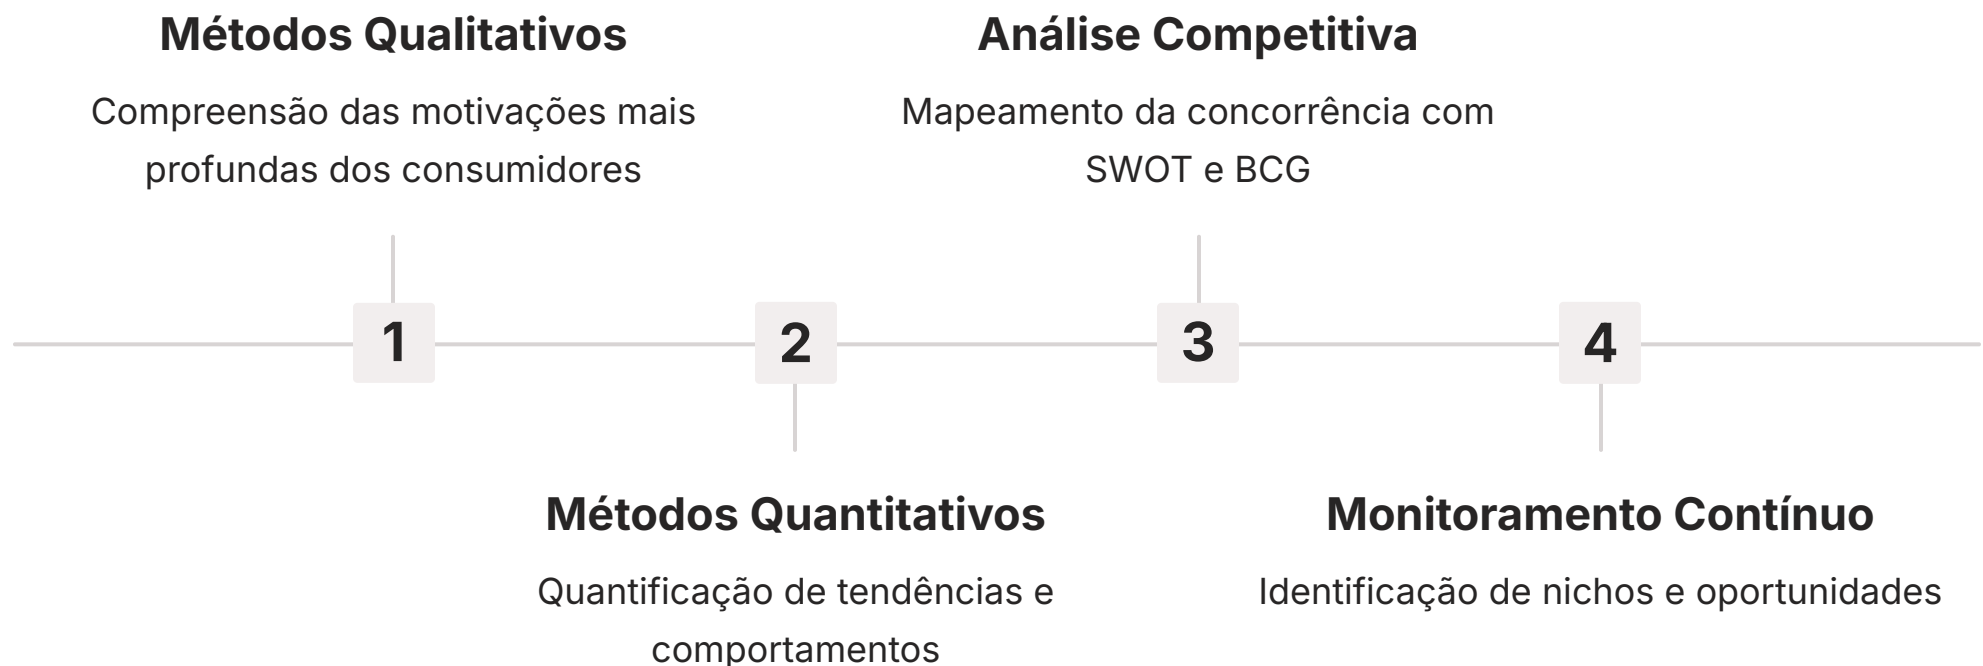 Métodos Qualitativos
Compreensão das motivações mais
profundas dos consumidores
Análise Competitiva
Mapeamento da concorrência com
SWOT e BCG
1
2
3
4
Métodos Quantitativos
Quantificação de tendências e
comportamentos
Monitoramento Contínuo
Identificação de nichos e oportunidades